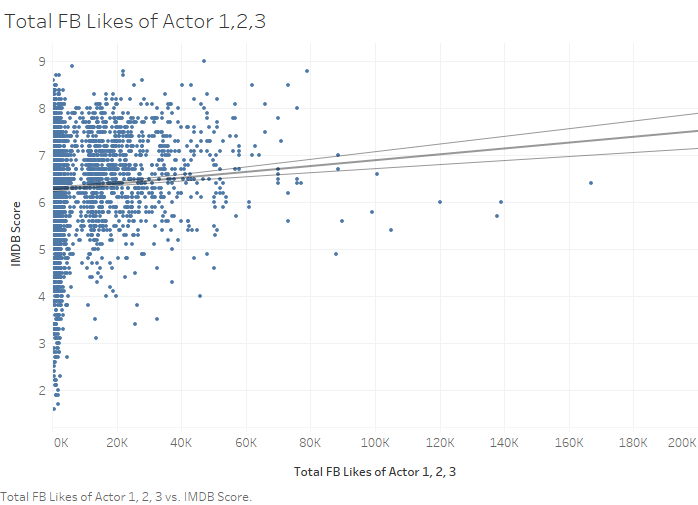 Total FB Likes of Actor 1,2,3
9
8
7
6
5
4
3
2
IMDB Score
0K 20K 40K 60K 80K 100K 120K 140K 160K 180K 200K
Total FB Likes of Actor 1, 2, 3
Total FB Likes of Actor 1, 2, 3 vs. IMDB Score.